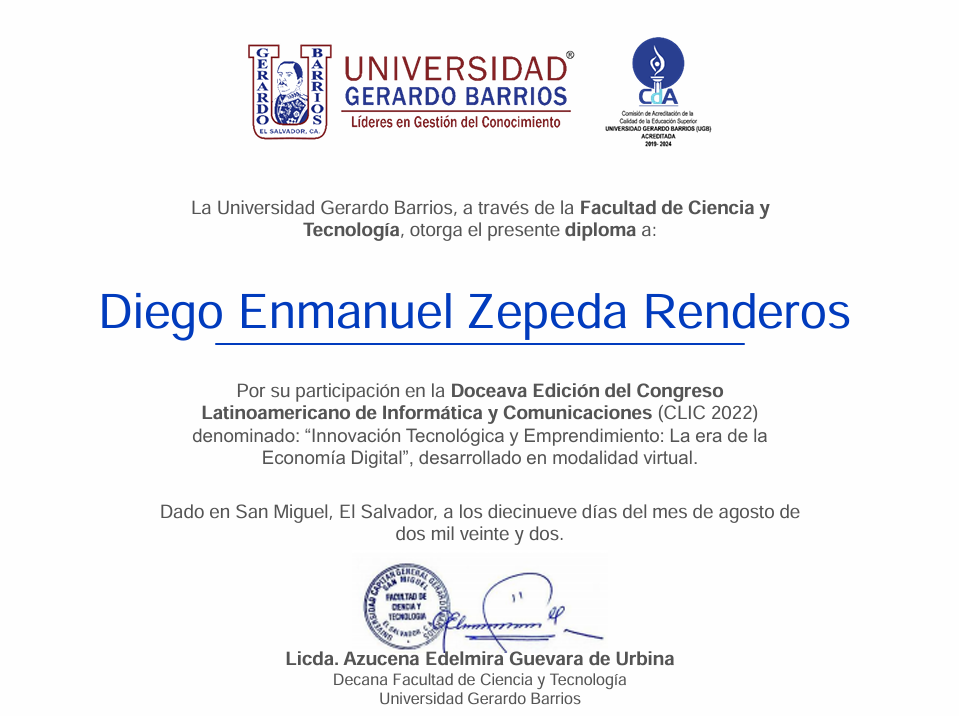 GERARDO BARRIOS
EL SALVADOR, CA.
UNIVERSIDAD®
GERARDO BARRIOS
Líderes en Gestión del Conocimiento
CdA
Comisión de Acreditación de la
Calidad de la Educación Superior
UNIVERSIDAD GERARDO BARRIOS (UGB)
ACREDITADA
2019- 2024
La Universidad Gerardo Barrios, a través de la Facultad de Ciencia y
Tecnología, otorga el presente diploma a:
Diego Enmanuel Zepeda Renderos
Por su participación en la Doceava Edición del Congreso
Latinoamericano de Informática y Comunicaciones (CLIC 2022)
denominado: “Innovación Tecnológica y Emprendimiento: La era de la
Economía Digital”, desarrollado en modalidad virtual.
Dado en San Miguel, El Salvador, a los diecinueve días del mes de agosto de
dos mil veinte y dos.
UNIVERSIDAD CAPITAN GENERAL GERARDO BARRIOS
SAN MIGUEL
FACULTAD DE
CIENCIA Y
TECNOLOGIA
EL SALVADOR, C.A.
Licda. Azucena Edelmira Guevara de Urbina
Decana Facultad de Ciencia y Tecnología
Universidad Gerardo Barrios